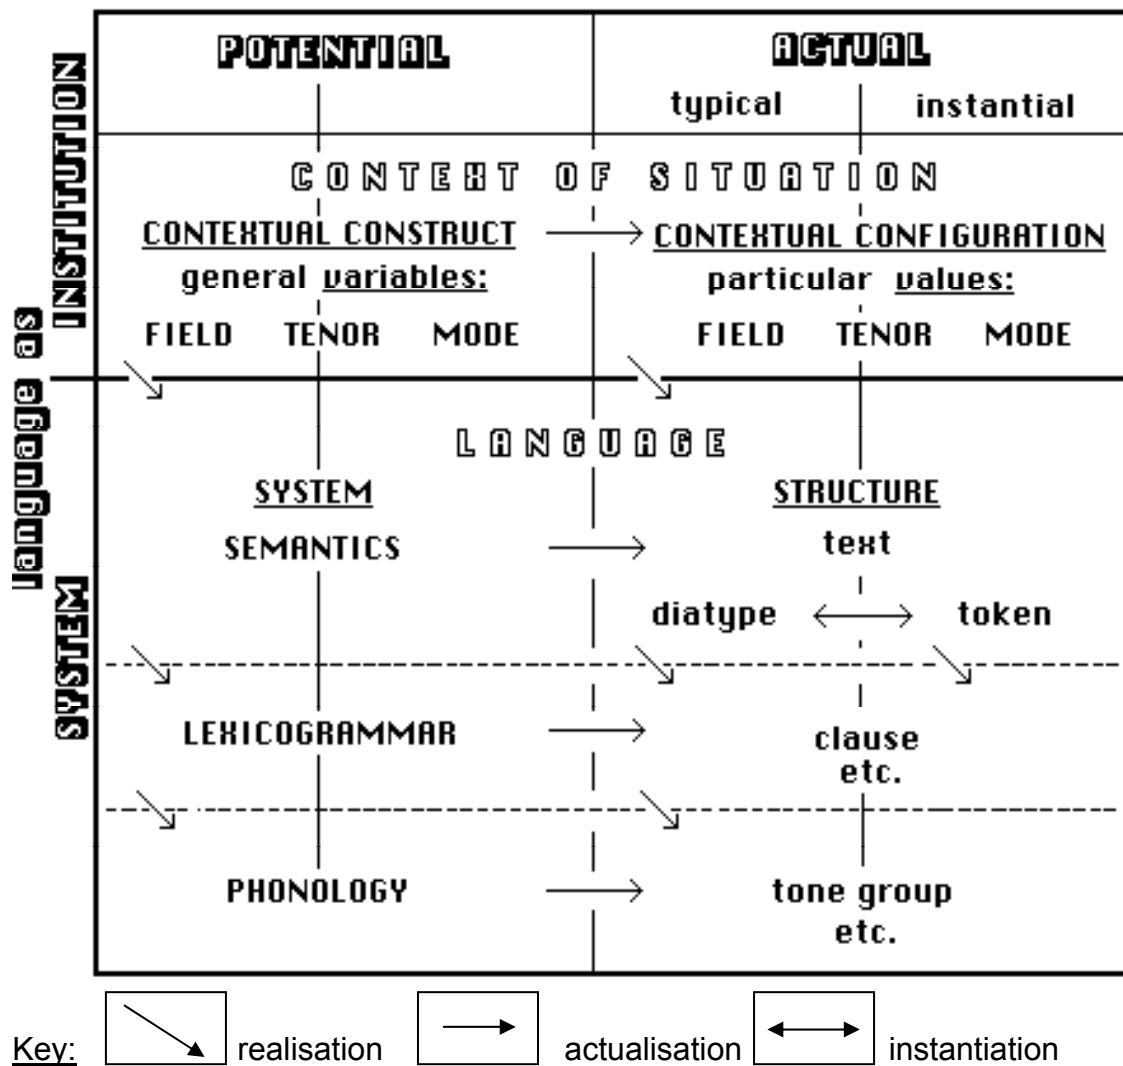 POTENTIAL ACTUAL
typical instantial
CONTEXT OF SITUATION
CONTEXTUAL CONSTRUCT CONTEXTUAL CONFIGURATION
general variables: particular values:
FIELD TENOR MODE FIELD TENOR MODE
LANGUAGE
SYSTEM STRUCTURE
SEMANTICS text
diatype token
LEXICOGRAMMAR clause
etc.
PHONOLOGY tone group
etc.
language as
INSTITUTION
SYSTEM
Key: realisation actualisation instantiation